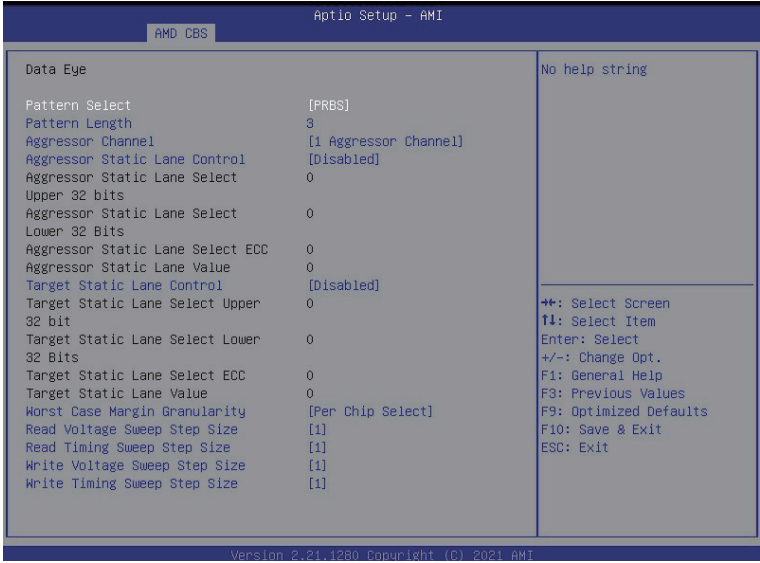 Aptio Setup - AMI
AMD CBS
Data Eye
Pattern Select [PRBS]
Pattern Length 3
Aggressor Channel [1 Aggressor Channel]
Aggressor Static Lane Control [Disabled]
Aggressor Static Lane Select 0
Upper 32 bits
Aggressor Static Lane Select 0
Lower 32 Bits
Aggressor Static Lane Select ECC 0
Aggressor Static Lane Value 0
Target Static Lane Control [Disabled]
Target Static Lane Select Upper 0
32 bit
Target Static Lane Select Lower 0
32 Bits
Target Static Lane Select ECC 0
Target Static Lane Value 0
Worst Case Margin Granularity [Per Chip Select]
Read Voltage Sweep Step Size [1]
Read Timing Sweep Step Size [1]
Write Voltage Sweep Step Size [1]
Write Timing Sweep Step Size [1]
No help string
→←: Select Screen
↑↓: Select Item
Enter: Select
+/-: Change Opt.
F1: General Help
F3: Previous Values
F9: Optimized Defaults
F10: Save & Exit
ESC: Exit
Version 2.21.1280 Copyright (C) 2021 AMI